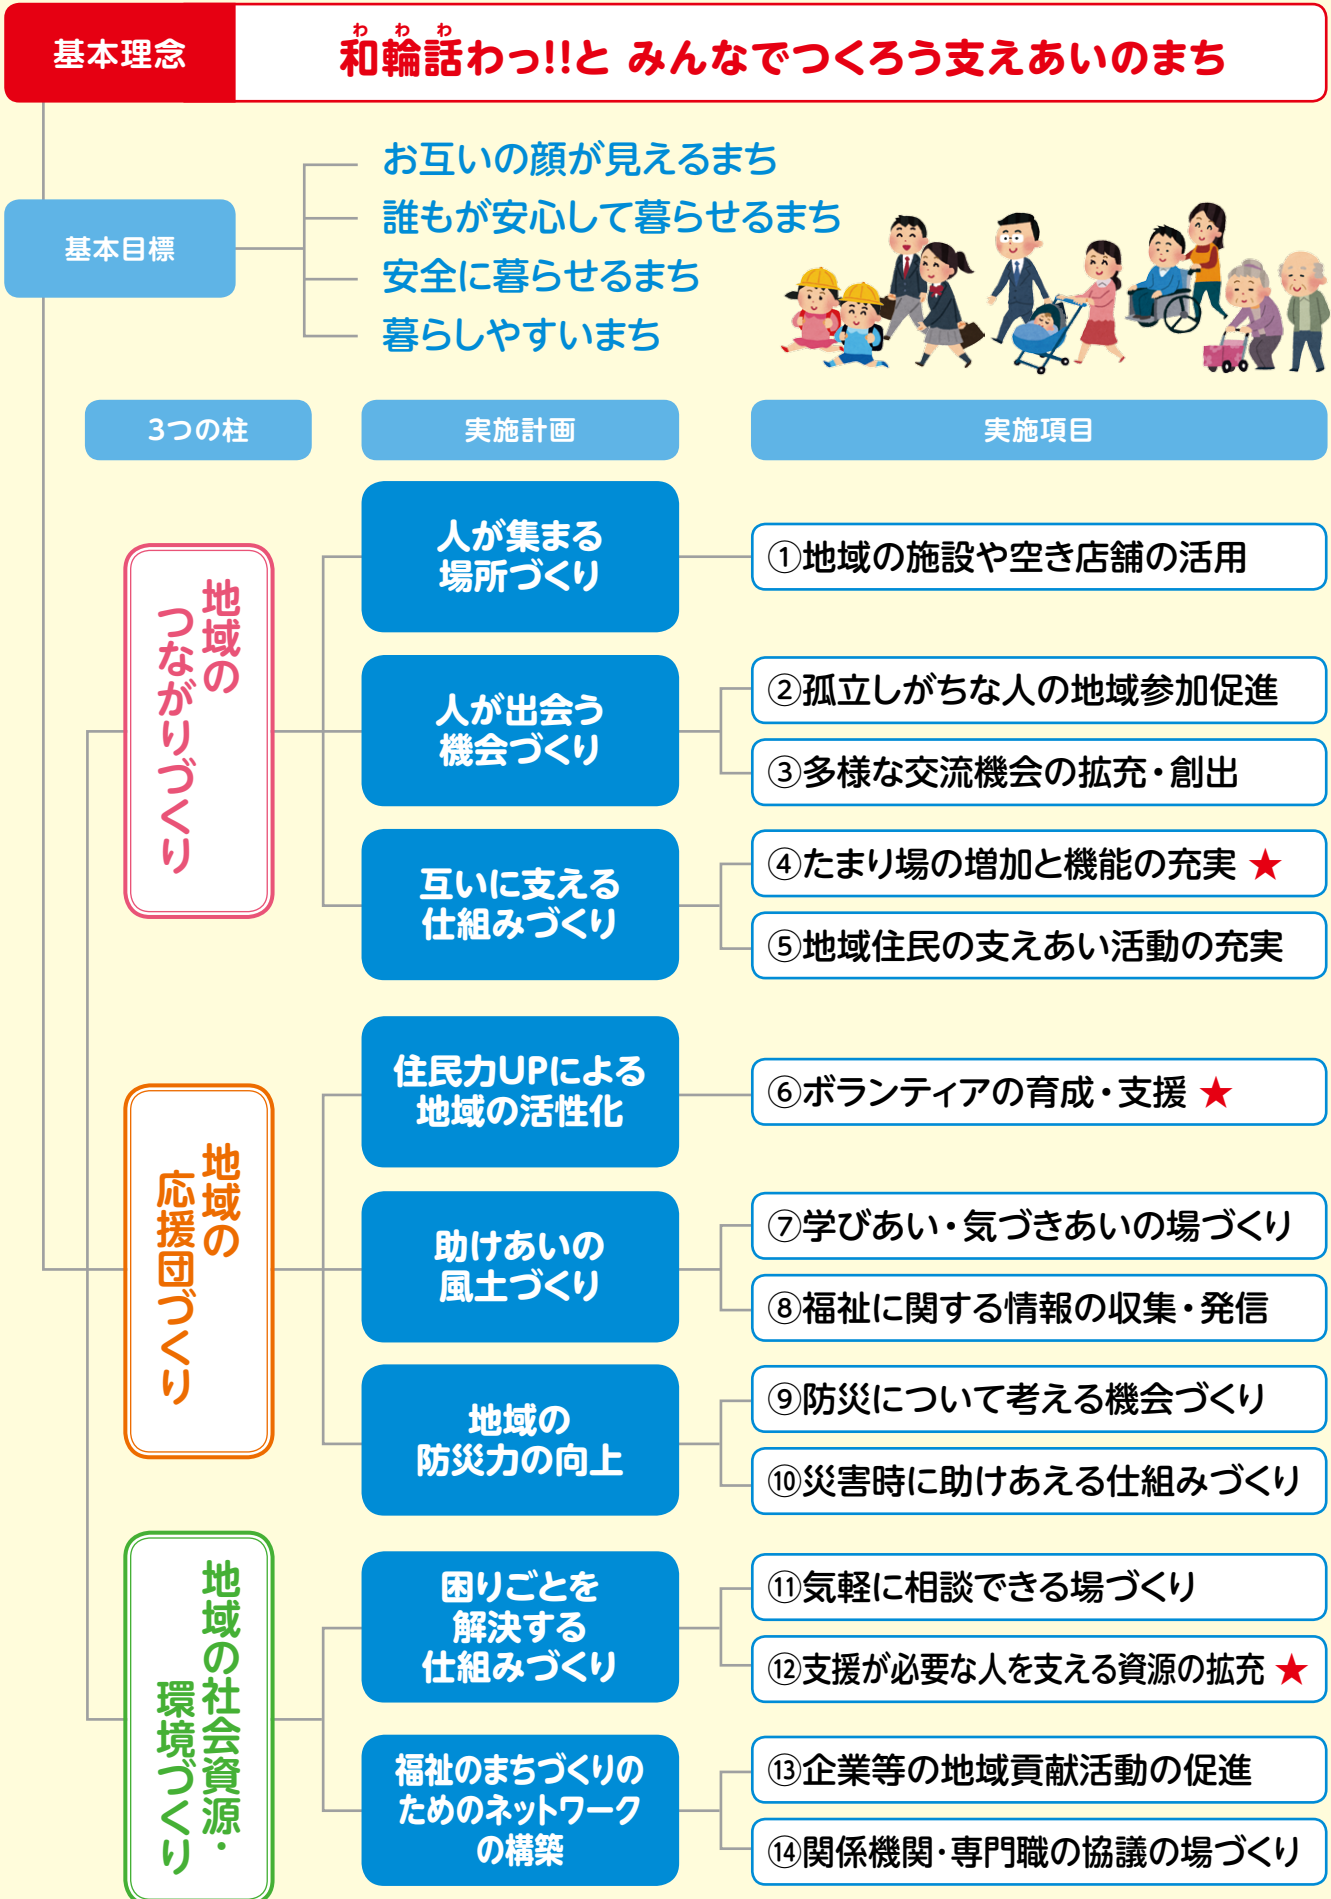 基本理念
わ わ わ
和輪話わっ!!と みんなでつくろう支えあいのまち
基本目標
お互いの顔が見えるまち
誰もが安心して暮らせるまち
安全に暮らせるまち
暮らしやすいまち
3つの柱
実施計画
実施項目
地域の
つながりづくり
人が集まる
場所づくり
①地域の施設や空き店舗の活用
人が出会う
機会づくり
②孤立しがちな人の地域参加促進
③多様な交流機会の拡充・創出
互いに支える
仕組みづくり
④たまり場の増加と機能の充実 ★
⑤地域住民の支えあい活動の充実
地域の
応援団づくり
住民力UPによる
地域の活性化
⑥ボランティアの育成・支援 ★
助けあいの
風土づくり
⑦学びあい・気づきあいの場づくり
⑧福祉に関する情報の収集・発信
地域の
防災力の向上
⑨防災について考える機会づくり
⑩災害時に助けあえる仕組みづくり
地域の社会資源・
環境づくり
困りごとを
解決する
仕組みづくり
⑪気軽に相談できる場づくり
⑫支援が必要な人を支える資源の拡充 ★
福祉のまちづくりの
ためのネットワーク
の構築
⑬企業等の地域貢献活動の促進
⑭関係機関・専門職の協議の場づくり